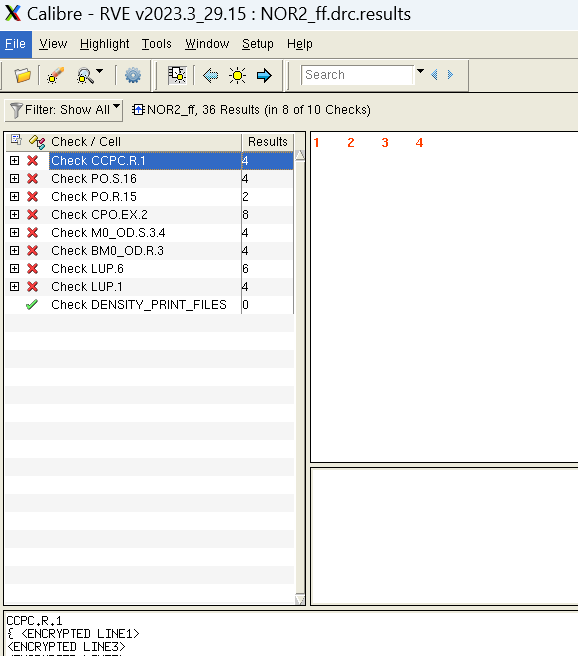 Calibre - RVE v2023.3_29.15 : NOR2_ff.drc.results
File View Highlight Tools Window Setup Help
Search
Filter: Show All NOR2_ff, 36 Results (in 8 of 10 Checks)
Check / Cell Results
Check CCPC.R.1 4
Check PO.S.16 4
Check PO.R.15 2
Check CPO.EX.2 8
Check M0_OD.S.3.4 4
Check BM0_OD.R.3 4
Check LUP.6 6
Check LUP.1 4
Check DENSITY_PRINT_FILES 0
1 2 3 4
CCPC.R.1
{ <ENCRYPTED LINE1>
<ENCRYPTED LINE3>